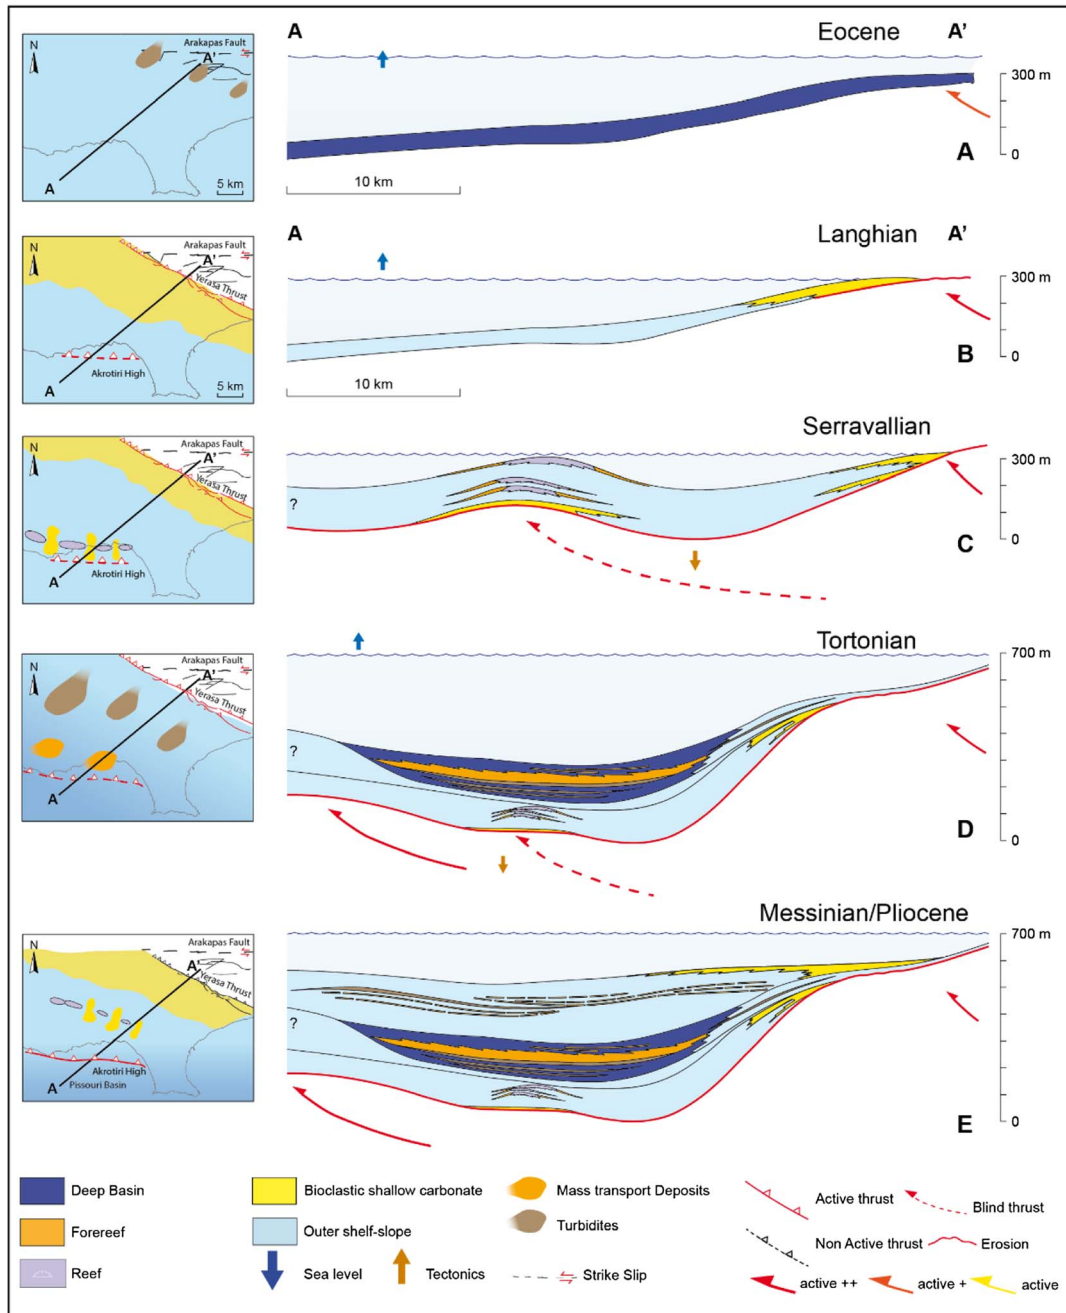 A
Eocene
A'
N
Arakapas Fault
A'
A
5 km
300 m
0
A
10 km
A
Langhian
A'
N
Arakapas Fault
A'
Yerasa Thrust
Akrotiri High
A
5 km
300 m
0
B
10 km
Serravallian
N
Arakapas Fault
A'
Yerasa Thrust
Akrotiri High
A
?
300 m
0
C
Tortonian
N
Arakapas Fault
A'
Yerasa Thrust
A
?
700 m
0
D
Messinian/Pliocene
N
Arakapas Fault
A'
Yerasa Thrust
Akrotiri High
A
Pissouri Basin
?
700 m
0
E
Deep Basin
Bioclastic shallow carbonate
Mass transport Deposits
Active thrust
Blind thrust
Forereef
Outer shelf-slope
Turbidites
Non Active thrust
Erosion
Reef
Sea level
Tectonics
Strike Slip
active ++
active +
active